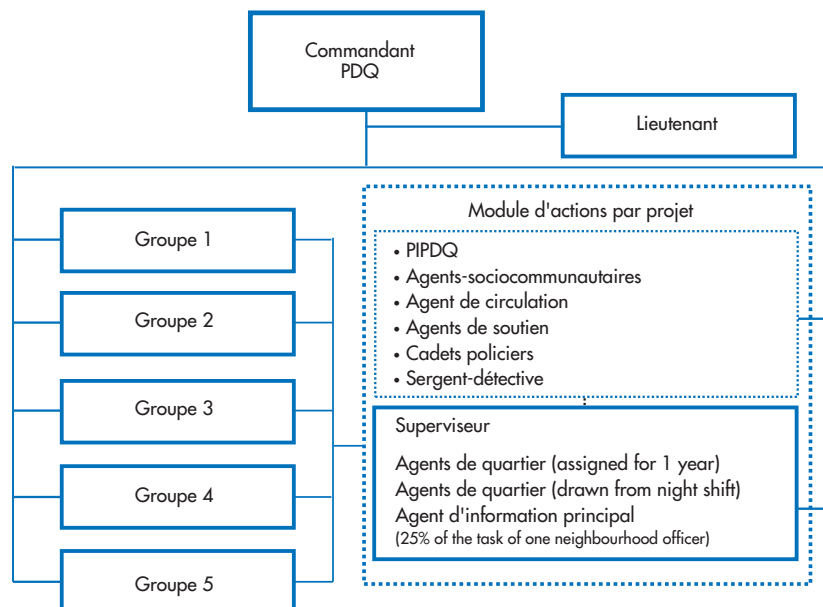 Commandant
PDQ
Lieutenant
Groupe 1
Groupe 2
Groupe 3
Groupe 4
Groupe 5
Module d'actions par projet
• PIPDQ
• Agents-sociocommunautaires
• Agent de circulation
• Agents de soutien
• Cadets policiers
• Sergent-détective
Superviseur
Agents de quartier (assigned for 1 year)
Agents de quartier (drawn from night shift)
Agent d'information principal
(25% of the task of one neighbourhood officer)